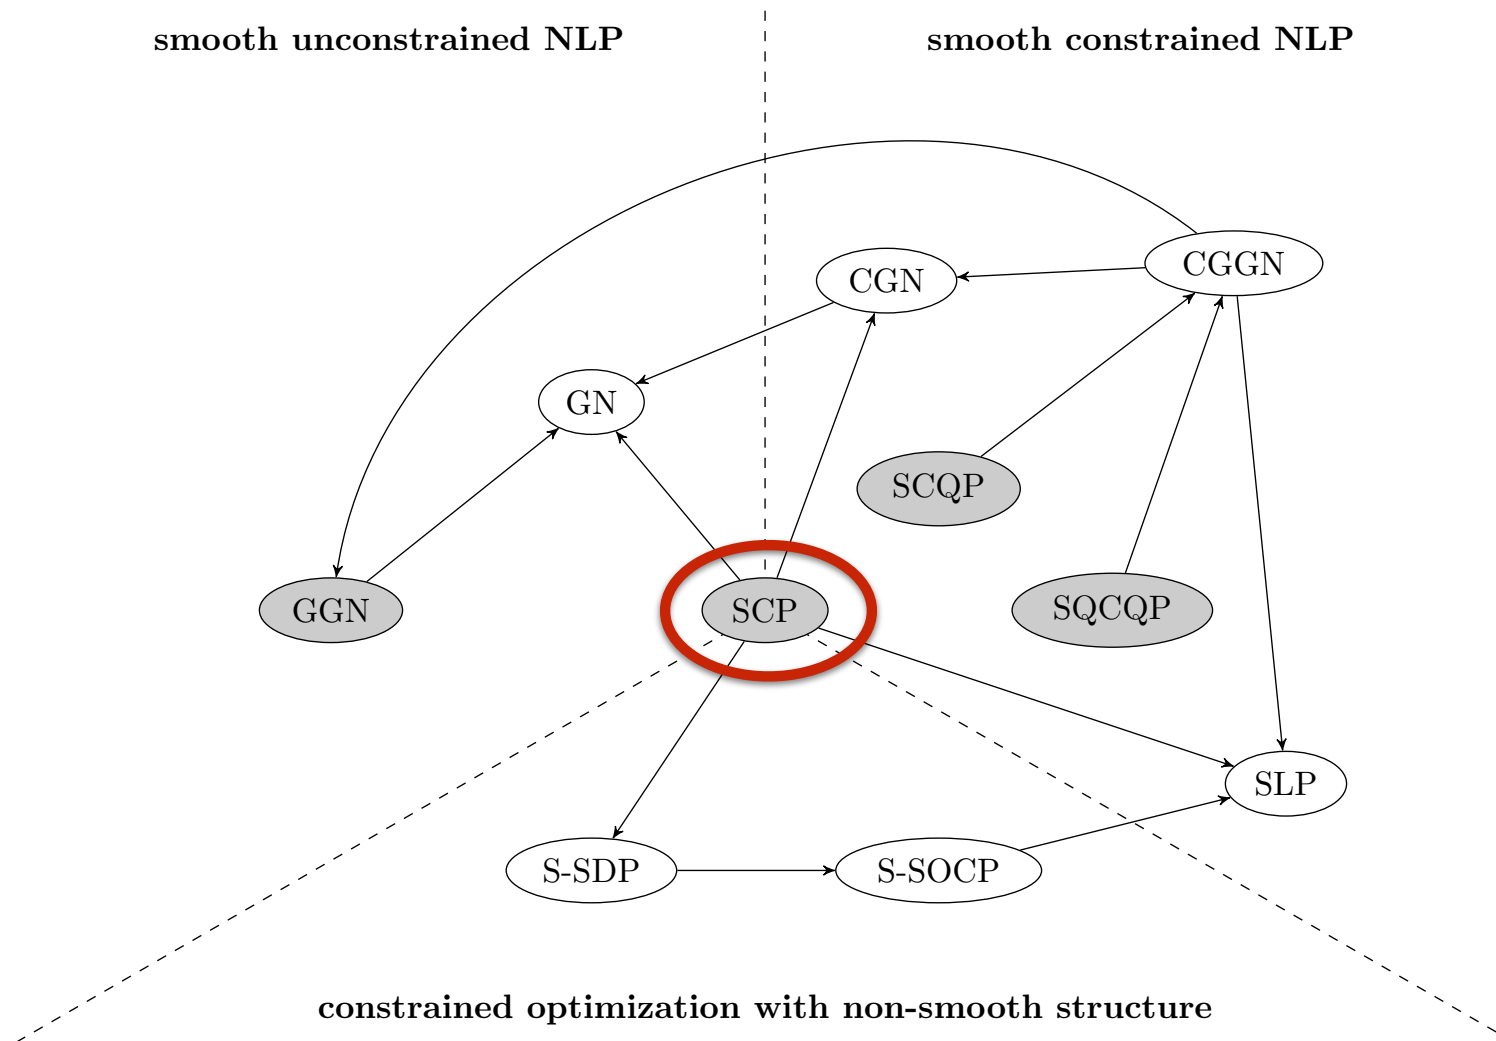 smooth unconstrained NLP
smooth constrained NLP
CGGN
CGN
GN
SCQP
GGN
SCP
SQCQP
SLP
S-SDP
S-SOCP
constrained optimization with non-smooth structure